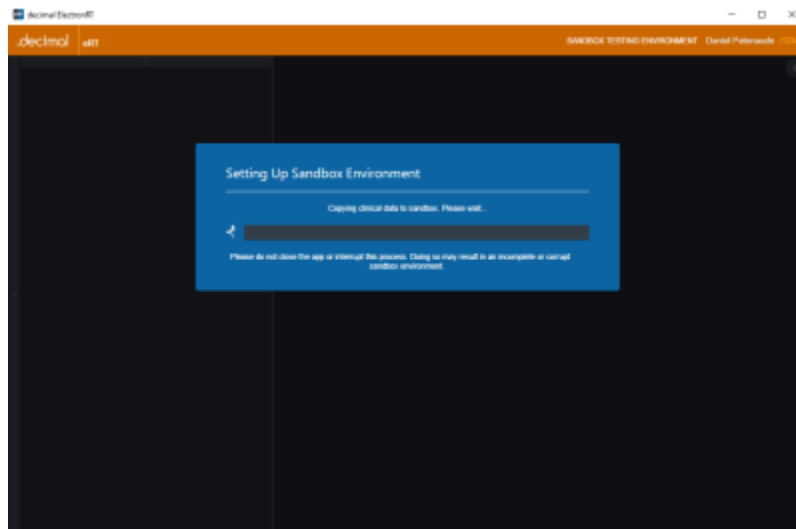 .decimal ElectronRT
.decimal eRT
SANDBOX TESTING ENVIRONMENT Daniel Patenaude
Setting Up Sandbox Environment
Copying clinical data to sandbox. Please wait...
Please do not close the app or interrupt this process. Doing so may result in an incomplete or corrupt
sandbox environment.